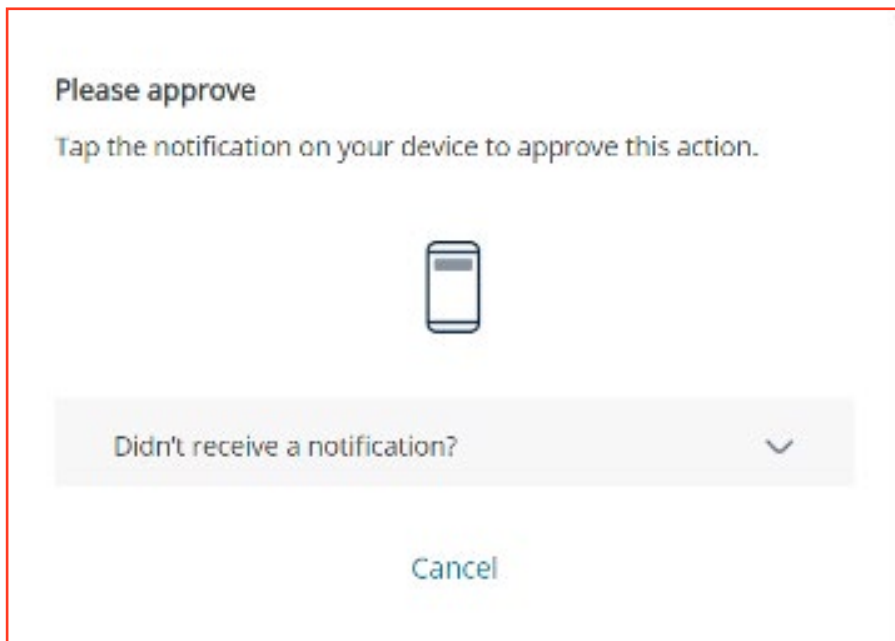 Please approve
Tap the notification on your device to approve this action.
Didn't receive a notification?
Cancel